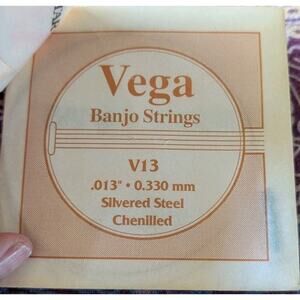 Vega
Banjo Strings
V13
.013" • 0.330 mm
Silvered Steel
Chenilled